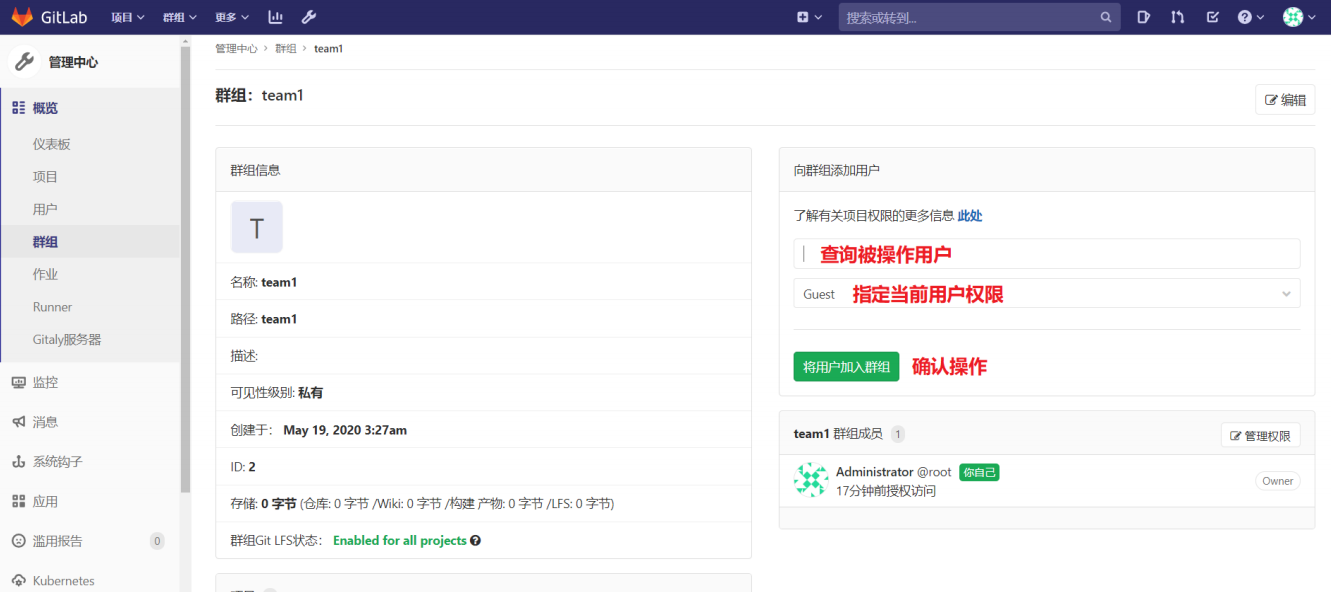 GitLab 项目 群组 更多 搜索或转到...
管理中心
概览
仪表板
项目
用户
群组
作业
Runner
Gitaly服务器
监控
消息
系统钩子
应用
滥用报告 0
Kubernetes
管理中心 > 群组 > team1
群组：team1
编辑
群组信息
T
名称: team1
路径: team1
描述:
可见性级别: 私有
创建于： May 19, 2020 3:27am
ID: 2
存储: 0 字节 (仓库: 0 字节 /Wiki: 0 字节 /构建 产物: 0 字节 /LFS: 0 字节)
群组Git LFS状态： Enabled for all projects
向群组添加用户
了解有关项目权限的更多信息 此处
查询被操作用户
Guest 指定当前用户权限
将用户加入群组 确认操作
team1 群组成员 1 管理权限
Administrator @root 你自己
17分钟前授权访问
Owner